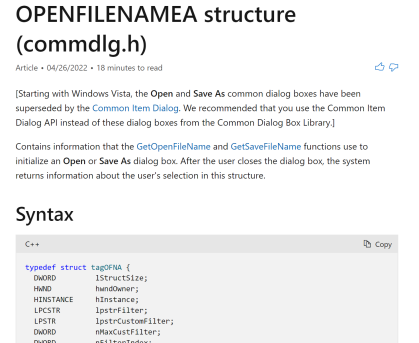 OPENFILENAMEA structure
(commdlg.h)
Article • 04/26/2022 • 18 minutes to read
[Starting with Windows Vista, the Open and Save As common dialog boxes have been
superseded by the Common Item Dialog. We recommended that you use the Common Item
Dialog API instead of these dialog boxes from the Common Dialog Box Library.]
Contains information that the GetOpenFileName and GetSaveFileName functions use to
initialize an Open or Save As dialog box. After the user closes the dialog box, the system
returns information about the user's selection in this structure.
Syntax
C++ Copy
typedef struct tagOFNA {
DWORD lStructSize;
HWND hwndOwner;
HINSTANCE hInstance;
LPCSTR lpstrFilter;
LPSTR lpstrCustomFilter;
DWORD nMaxCustFilter;
DWORD nFilterIndex;